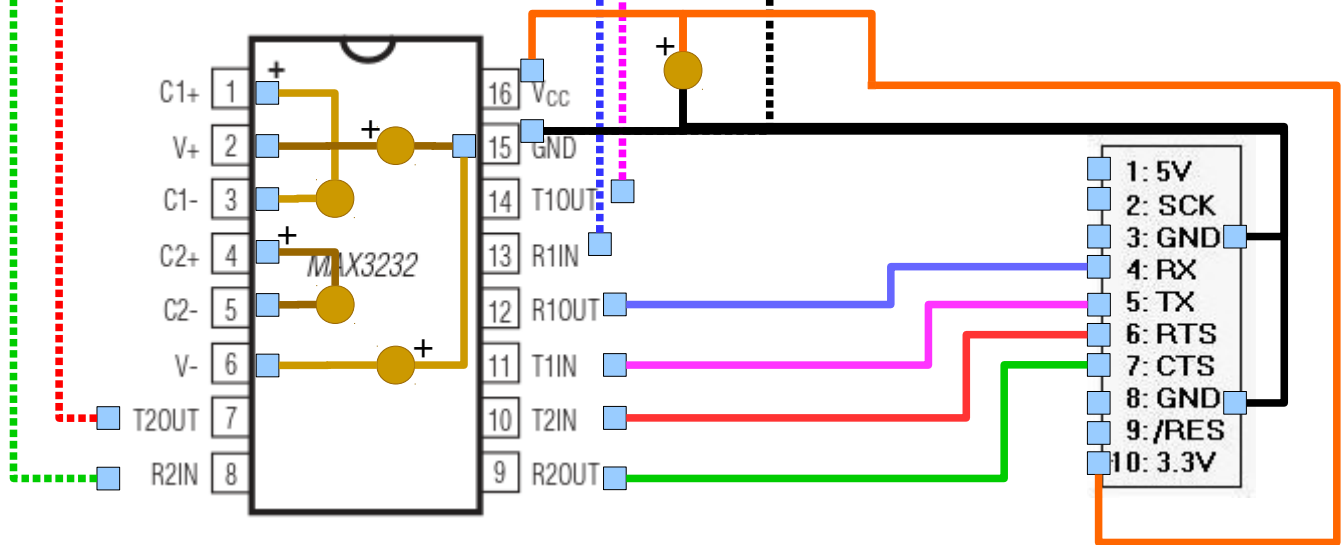 +
C1+ 1
+
16 VCC
V+ 2
+
15 GND
C1- 3
14 T1OUT
C2+ 4
+
MAX3232
13 R1IN
C2- 5
12 R1OUT
V- 6
+
11 T1IN
T2OUT 7
10 T2IN
R2IN 8
9 R2OUT
1: 5V
2: SCK
3: GND
4: RX
5: TX
6: RTS
7: CTS
8: GND
9: /RES
10: 3.3V